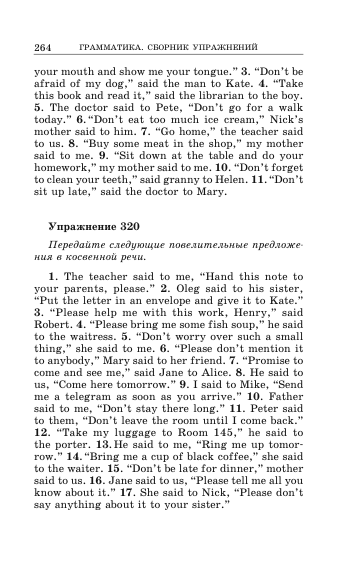 264 ГРАММАТИКА. СБОРНИК УПРАЖНЕНИЙ
your mouth and show me your tongue.” 3. “Don’t be
afraid of my dog,” said the man to Kate. 4. “Take
this book and read it,” said the librarian to the boy.
5. The doctor said to Pete, “Don’t go for a walk
today.” 6. “Don’t eat too much ice cream,” Nick’s
mother said to him. 7. “Go home,” the teacher said
to us. 8. “Buy some meat in the shop,” my mother
said to me. 9. “Sit down at the table and do your
homework,” my mother said to me. 10. “Don’t forget
to clean your teeth,” said granny to Helen. 11. “Don’t
sit up late,” said the doctor to Mary.
Упражнение 320
Передайте следующие повелительные предложе-
ния в косвенной речи.
1. The teacher said to me, “Hand this note to
your parents, please.” 2. Oleg said to his sister,
“Put the letter in an envelope and give it to Kate.”
3. “Please help me with this work, Henry,” said
Robert. 4. “Please bring me some fish soup,” he said
to the waitress. 5. “Don’t worry over such a small
thing,” she said to me. 6. “Please don’t mention it
to anybody,” Mary said to her friend. 7. “Promise to
come and see me,” said Jane to Alice. 8. He said to
us, “Come here tomorrow.” 9. I said to Mike, “Send
me a telegram as soon as you arrive.” 10. Father
said to me, “Don’t stay there long.” 11. Peter said
to them, “Don’t leave the room until I come back.”
12. “Take my luggage to Room 145,” he said to
the porter. 13. He said to me, “Ring me up tomor-
row.” 14. “Bring me a cup of black coffee,” she said
to the waiter. 15. “Don’t be late for dinner,” mother
said to us. 16. Jane said to us, “Please tell me all you
know about it.” 17. She said to Nick, “Please don’t
say anything about it to your sister.”